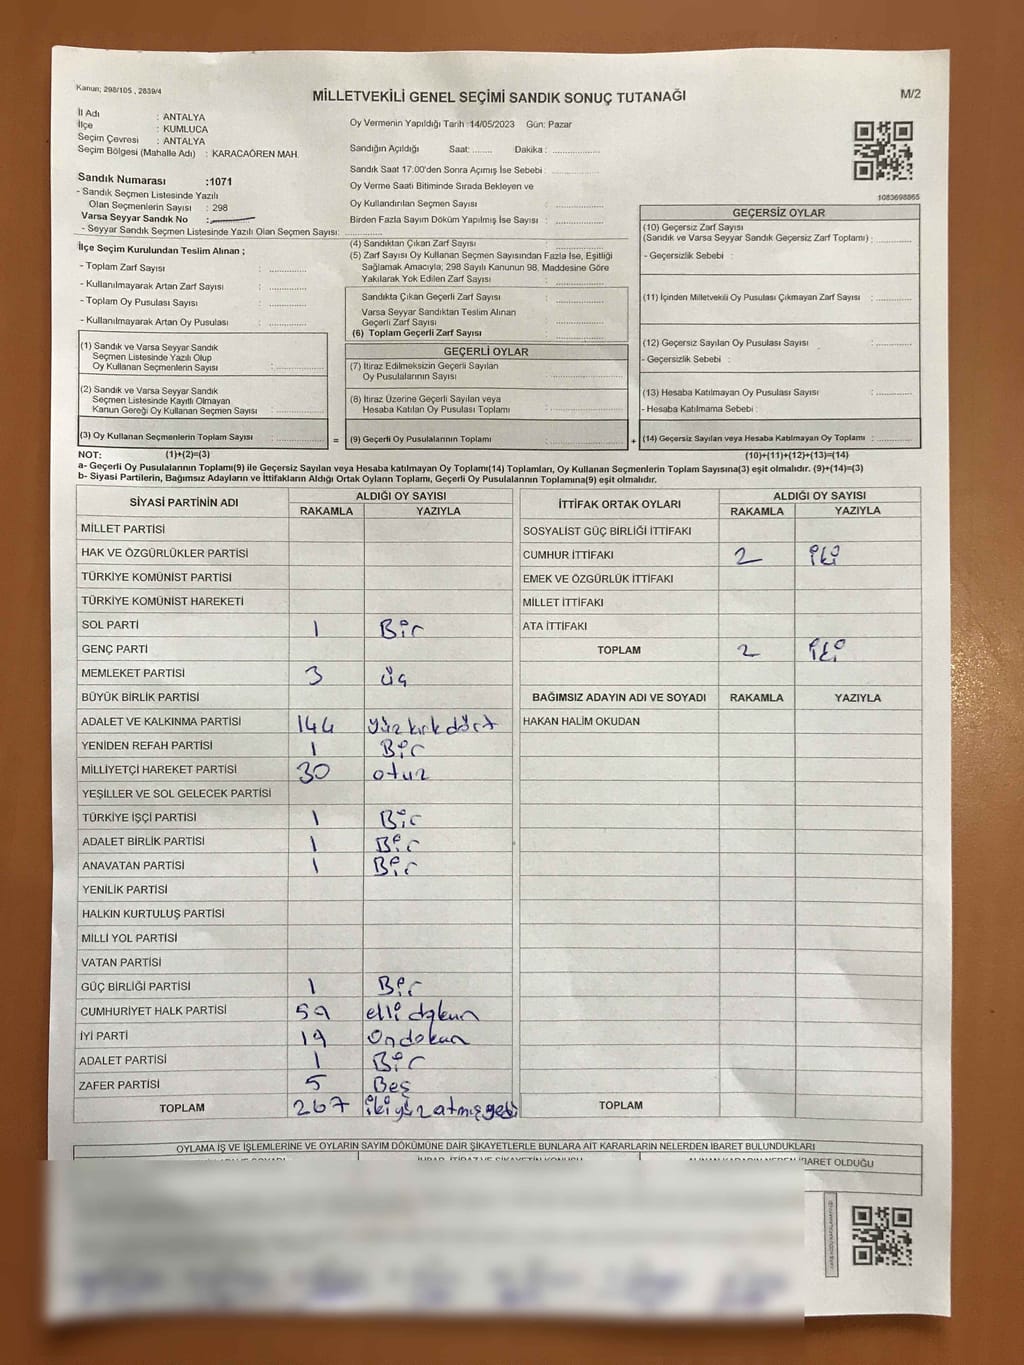 Kanun; 298/105 , 2839/4
MİLLETVEKİLİ GENEL SEÇİMİ SANDIK SONUÇ TUTANAĞI
M/2
İl Adı : ANTALYA
İlçe : KUMLUCA
Seçim Çevresi : ANTALYA
Seçim Bölgesi (Mahalle Adı) : KARACAÖREN MAH.
Sandık Numarası :1071
- Sandık Seçmen Listesinde Yazılı
Olan Seçmenlerin Sayısı : 298
Varsa Seyyar Sandık No :
- Seyyar Sandık Seçmen Listesinde Yazılı Olan Seçmen Sayısı:
İlçe Seçim Kurulundan Teslim Alınan ;
- Toplam Zarf Sayısı :
- Kullanılmayarak Artan Zarf Sayısı :
- Toplam Oy Pusulası Sayısı :
- Kullanılmayarak Artan Oy Pusulası :
(1) Sandık ve Varsa Seyyar Sandık
Seçmen Listesinde Yazılı Olup
Oy Kullanan Seçmenlerin Sayısı :
(2) Sandık ve Varsa Seyyar Sandık
Seçmen Listesinde Kayıtlı Olmayan
Kanun Gereği Oy Kullanan Seçmen Sayısı :
(3) Oy Kullanan Seçmenlerin Toplam Sayısı :
Oy Vermenin Yapıldığı Tarih :14/05/2023 Gün: Pazar
Sandığın Açıldığı Saat: ........ Dakika :
Sandık Saat 17:00'den Sonra Açımış İse Sebebi :
Oy Verme Saati Bitiminde Sırada Bekleyen ve
Oy Kullandırılan Seçmen Sayısı :
Birden Fazla Sayım Döküm Yapılmış İse Sayısı :
(4) Sandıktan Çıkan Zarf Sayısı :
(5) Zarf Sayısı Oy Kullanan Seçmen Sayısından Fazla İse, Eşitliği
Sağlamak Amacıyla; 298 Sayılı Kanunun 98. Maddesine Göre
Yakılarak Yok Edilen Zarf Sayısı :
Sandıkta Çıkan Geçerli Zarf Sayısı :
Varsa Seyyar Sandıktan Teslim Alınan
Geçerli Zarf Sayısı :
(6) Toplam Geçerli Zarf Sayısı :
GEÇERLİ OYLAR
(7) İtiraz Edilmeksizin Geçerli Sayılan
Oy Pusulalarının Sayısı :
(8) İtiraz Üzerine Geçerli Sayılan veya
Hesaba Katılan Oy Pusulası Toplamı :
= (9) Geçerli Oy Pusulalarının Toplamı :
1083698865
GEÇERSİZ OYLAR
(10) Geçersiz Zarf Sayısı
(Sandık ve Varsa Seyyar Sandık Geçersiz Zarf Toplamı) :
- Geçersizlik Sebebi :
(11) İçinden Milletvekili Oy Pusulası Çıkmayan Zarf Sayısı :
(12) Geçersiz Sayılan Oy Pusulası Sayısı :
- Geçersizlik Sebebi :
(13) Hesaba Katılmayan Oy Pusulası Sayısı :
- Hesaba Katılmama Sebebi :
+ (14) Geçersiz Sayılan veya Hesaba Katılmayan Oy Toplamı :
NOT: (1)+(2)=(3) (10)+(11)+(12)+(13)=(14)
a- Geçerli Oy Pusulalarının Toplamı(9) ile Geçersiz Sayılan veya Hesaba katılmayan Oy Toplamı(14) Toplamları, Oy Kullanan Seçmenlerin Toplam Sayısına(3) eşit olmalıdır. (9)+(14)=(3)
b- Siyasi Partilerin, Bağımsız Adayların ve İttifakların Aldığı Ortak Oyların Toplamı, Geçerli Oy Pusulalarının Toplamına(9) eşit olmalıdır.
SİYASİ PARTİNİN ADI ALDIĞI OY SAYISI
RAKAMLA YAZIYLA
MİLLET PARTİSİ
HAK VE ÖZGÜRLÜKLER PARTİSİ
TÜRKİYE KOMÜNİST PARTİSİ
TÜRKİYE KOMÜNİST HAREKETİ
SOL PARTİ 1 Bir
GENÇ PARTİ
MEMLEKET PARTİSİ 3 üç
BÜYÜK BİRLİK PARTİSİ
ADALET VE KALKINMA PARTİSİ 144 yüz kırk dört
YENİDEN REFAH PARTİSİ 1 Bir
MİLLİYETÇİ HAREKET PARTİSİ 30 otuz
YEŞİLLER VE SOL GELECEK PARTİSİ
TÜRKİYE İŞÇİ PARTİSİ 1 Bir
ADALET BİRLİK PARTİSİ 1 Bir
ANAVATAN PARTİSİ 1 Bir
YENİLİK PARTİSİ
HALKIN KURTULUŞ PARTİSİ
MİLLİ YOL PARTİSİ
VATAN PARTİSİ
GÜÇ BİRLİĞİ PARTİSİ 1 Bir
CUMHURİYET HALK PARTİSİ 59 elli dokuz
İYİ PARTİ 19 Ondokuz
ADALET PARTİSİ 1 Bir
ZAFER PARTİSİ 5 Beş
TOPLAM 267 ikiyüz atmışyedi
İTTİFAK ORTAK OYLARI ALDIĞI OY SAYISI
RAKAMLA YAZIYLA
SOSYALİST GÜÇ BİRLİĞİ İTTİFAKI
CUMHUR İTTİFAKI 2 iki
EMEK VE ÖZGÜRLÜK İTTİFAKI
MİLLET İTTİFAKI
ATA İTTİFAKI
TOPLAM 2 iki
BAĞIMSIZ ADAYIN ADI VE SOYADI RAKAMLA YAZIYLA
HAKAN HALİM OKUDAN
TOPLAM
OYLAMA İŞ VE İŞLEMLERİNE VE OYLARIN SAYIM DÖKÜMÜNE DAİR ŞİKAYETLERLE BUNLARA AİT KARARLARIN NELERDEN İBARET BULUNDUKLARI